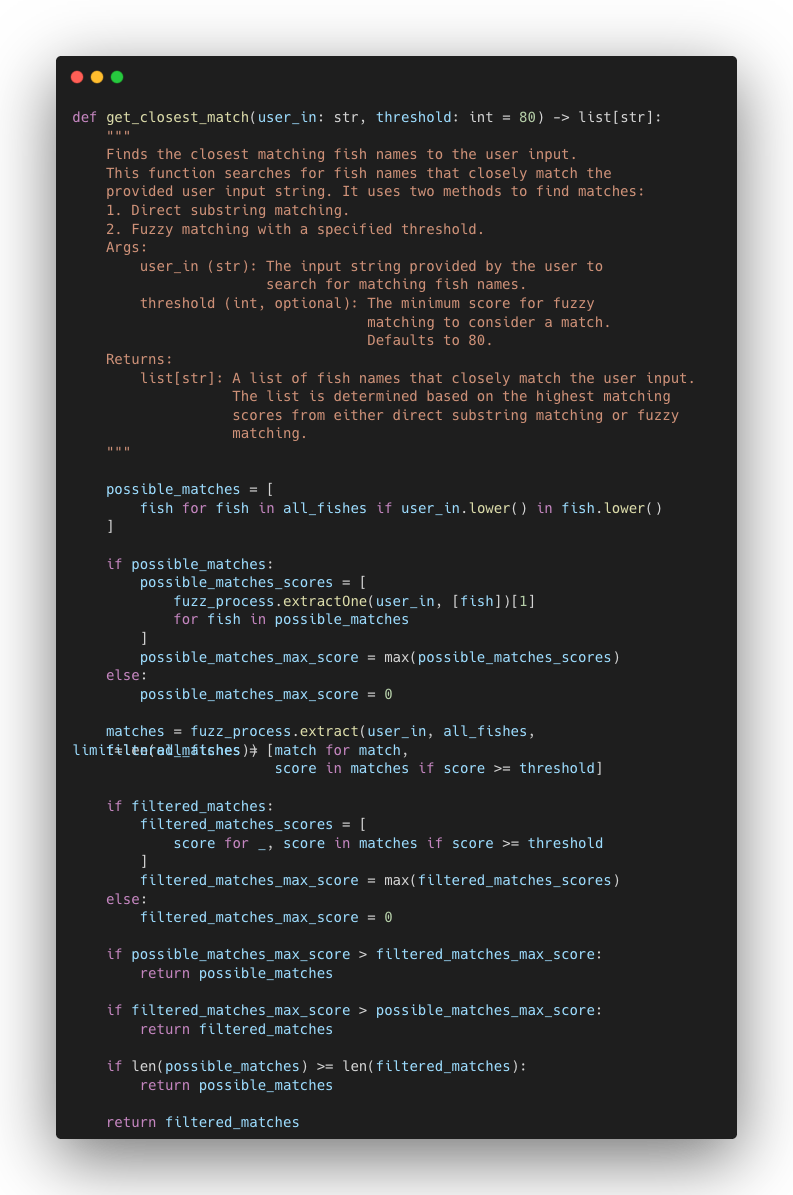 def get_closest_match(user_in: str, threshold: int = 80) -> list[str]:
    """
    Finds the closest matching fish names to the user input.
    This function searches for fish names that closely match the
    provided user input string. It uses two methods to find matches:
    1. Direct substring matching.
    2. Fuzzy matching with a specified threshold.
    Args:
        user_in (str): The input string provided by the user to
                       search for matching fish names.
        threshold (int, optional): The minimum score for fuzzy
                                   matching to consider a match.
                                   Defaults to 80.
    Returns:
        list[str]: A list of fish names that closely match the user input.
                   The list is determined based on the highest matching
                   scores from either direct substring matching or fuzzy
                   matching.
    """
    possible_matches = [
        fish for fish in all_fishes if user_in.lower() in fish.lower()
    ]
    if possible_matches:
        possible_matches_scores = [
            fuzz_process.extractOne(user_in, [fish])[1]
            for fish in possible_matches
        ]
        possible_matches_max_score = max(possible_matches_scores)
    else:
        possible_matches_max_score = 0
    matches = fuzz_process.extract(user_in, all_fishes,
limit=len(all_fishes))
    filtered_matches = [match for match,
                        score in matches if score >= threshold]
    if filtered_matches:
        filtered_matches_scores = [
            score for _, score in matches if score >= threshold
        ]
        filtered_matches_max_score = max(filtered_matches_scores)
    else:
        filtered_matches_max_score = 0
    if possible_matches_max_score > filtered_matches_max_score:
        return possible_matches
    if filtered_matches_max_score > possible_matches_max_score:
        return filtered_matches
    if len(possible_matches) >= len(filtered_matches):
        return possible_matches
    return filtered_matches